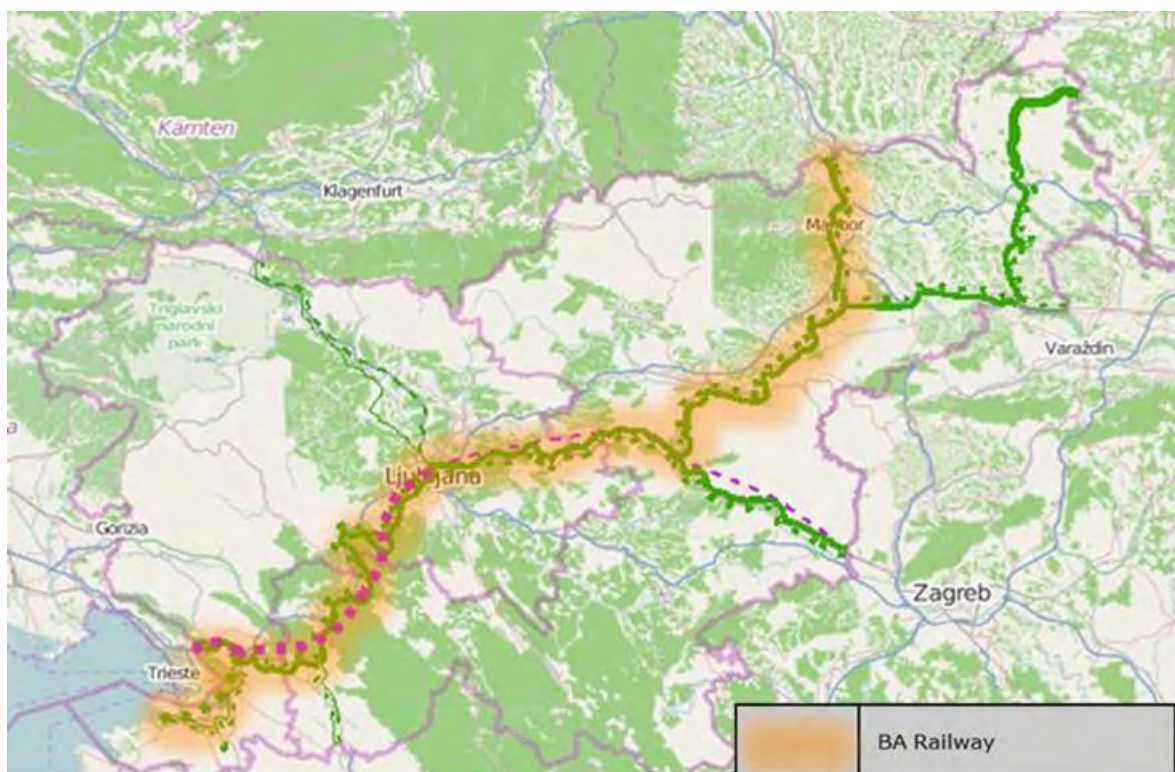 Kärnten
Klagenfurt
Maribor
Triglavski
narodni
park
Varaždin
Ljubljana
Gorizia
Zagreb
Trieste
BA Railway